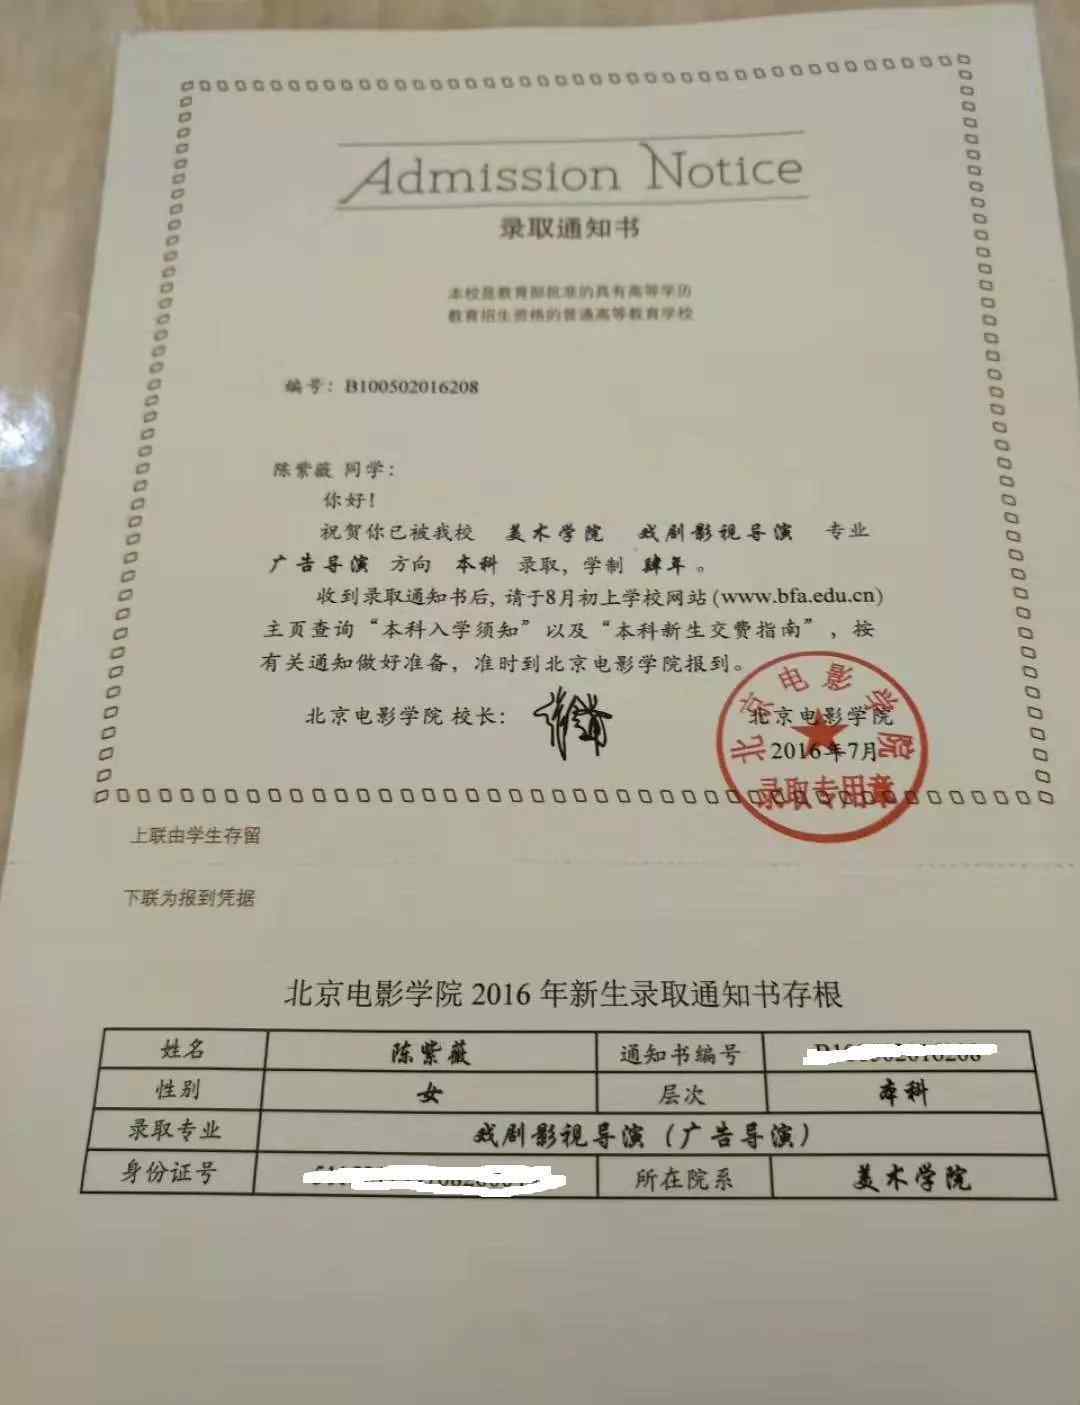 Admission Notice
录取通知书
本校是教育部批准的具有高等学历
教育招生资格的普通高等教育学校
编号：B100502016208
陈紫薇 同学：
你好！
祝贺你已被我校 美术学院 戏剧影视导演 专业
广告导演 方向 本科 录取，学制 肆年 。
收到录取通知书后，请于8月初上学校网站(www.bfa.edu.cn)
主页查询“本科入学须知”以及“本科新生交费指南”，按
有关通知做好准备，准时到北京电影学院报到。
北京电影学院 校长：
北京电影学院
2016年7月
北京电影学院
录取专用章
上联由学生存留
下联为报到凭据
北京电影学院 2016 年新生录取通知书存根
姓名 陈紫薇 通知书编号
性别 女 层次 本科
录取专业 戏剧影视导演（广告导演）
身份证号 所在院系 美术学院